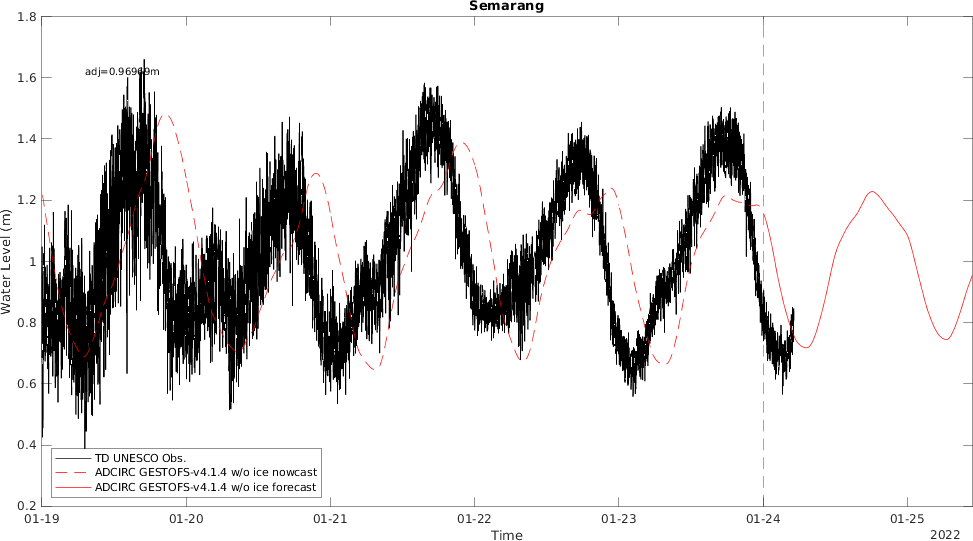 Semarang
1.8
1.6
1.4
1.2
1
0.8
0.6
0.4
0.2
Water Level (m)
adj=0.96969m
TD UNESCO Obs.
ADCIRC GESTOFS-v4.1.4 w/o ice nowcast
ADCIRC GESTOFS-v4.1.4 w/o ice forecast
01-19 01-20 01-21 01-22 01-23 01-24 01-25
Time
2022